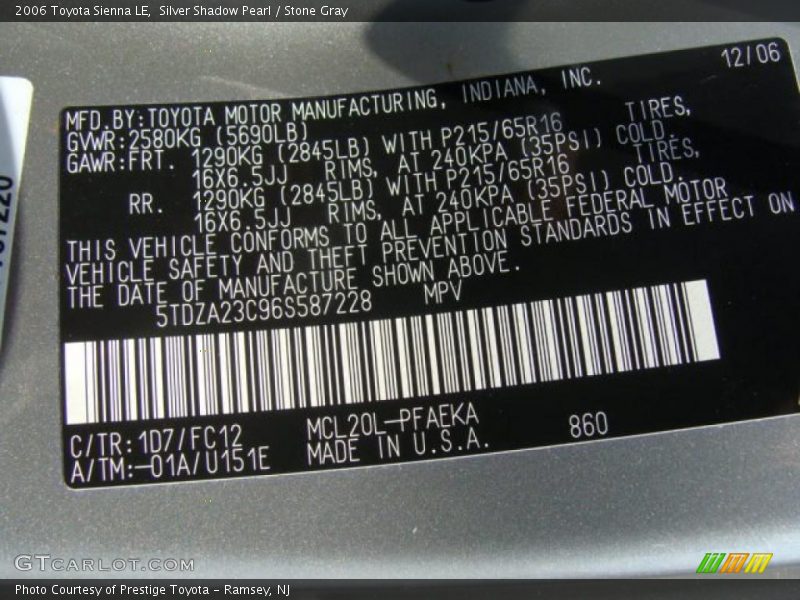 2006 Toyota Sienna LE,  Silver Shadow Pearl / Stone Gray
12/06
MFD.BY:TOYOTA MOTOR MANUFACTURING, INDIANA, INC.
GVWR:2580KG (5690LB)
GAWR:FRT. 1290KG (2845LB) WITH P215/65R16 TIRES,
16X6.5JJ RIMS, AT 240KPA (35PSI) COLD.
RR. 1290KG (2845LB) WITH P215/65R16 TIRES,
16X6.5JJ RIMS, AT 240KPA (35PSI) COLD.
THIS VEHICLE CONFORMS TO ALL APPLICABLE FEDERAL MOTOR
VEHICLE SAFETY AND THEFT PREVENTION STANDARDS IN EFFECT ON
THE DATE OF MANUFACTURE SHOWN ABOVE.
5TDZA23C96S587228 MPV
C/TR:1D7/FC12 MCL20L-PFAEKA 860
A/TM:-01A/U151E MADE IN U.S.A.
GTCARLOT.COM
Photo Courtesy of Prestige Toyota - Ramsey, NJ